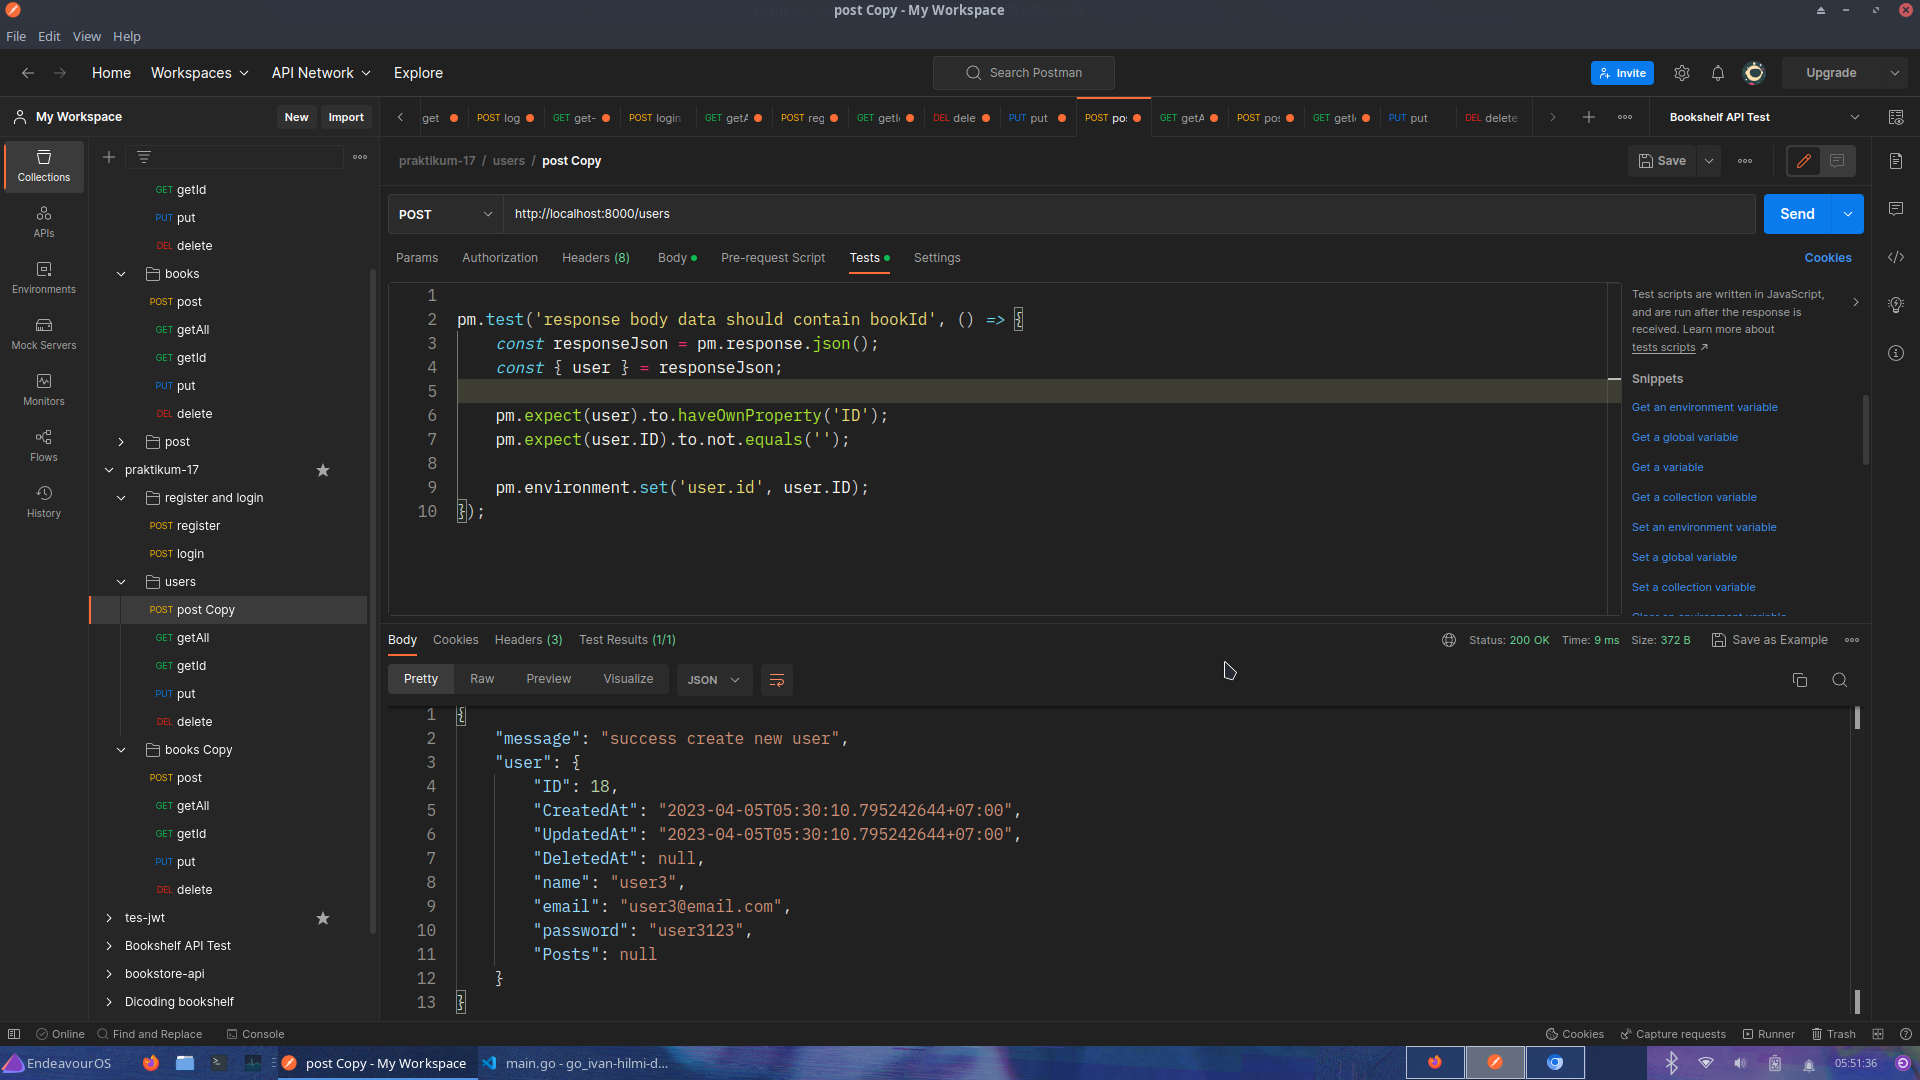 post Copy - My Workspace
File Edit View Help
Home Workspaces API Network Explore
Search Postman
Invite
Upgrade
My Workspace
New Import
get
POST log
GET get-
POST login
GET getA
POST reg
GET getI
DEL dele
PUT put
POST pos
GET getA
POST pos
GET getI
PUT put
DEL delete
Bookshelf API Test
Collections
APIs
Environments
Mock Servers
Monitors
Flows
History
GET getId
PUT put
DEL delete
books
POST post
GET getAll
GET getId
PUT put
DEL delete
post
praktikum-17
register and login
POST register
POST login
users
POST post Copy
GET getAll
GET getId
PUT put
DEL delete
books Copy
POST post
GET getAll
GET getId
PUT put
DEL delete
tes-jwt
Bookshelf API Test
bookstore-api
Dicoding bookshelf
praktikum-17 / users / post Copy
Save
POST
http://localhost:8000/users
Send
Params Authorization Headers (8) Body Pre-request Script Tests Settings
Cookies
1
2 pm.test('response body data should contain bookId', () => {
3 const responseJson = pm.response.json();
4 const { user } = responseJson;
5
6 pm.expect(user).to.haveOwnProperty('ID');
7 pm.expect(user.ID).to.not.equals('');
8
9 pm.environment.set('user.id', user.ID);
10 });
Test scripts are written in JavaScript,
and are run after the response is
received. Learn more about
tests scripts ↗
Snippets
Get an environment variable
Get a global variable
Get a variable
Get a collection variable
Set an environment variable
Set a global variable
Set a collection variable
Body Cookies Headers (3) Test Results (1/1)
Status: 200 OK Time: 9 ms Size: 372 B Save as Example
Pretty Raw Preview Visualize JSON
1 {
2 "message": "success create new user",
3 "user": {
4 "ID": 18,
5 "CreatedAt": "2023-04-05T05:30:10.795242644+07:00",
6 "UpdatedAt": "2023-04-05T05:30:10.795242644+07:00",
7 "DeletedAt": null,
8 "name": "user3",
9 "email": "user3@email.com",
10 "password": "user3123",
11 "Posts": null
12 }
13 }
Online Find and Replace Console
Cookies Capture requests Runner Trash
EndeavourOS
post Copy - My Workspace
main.go - go_ivan-hilmi-d...
05:51:36